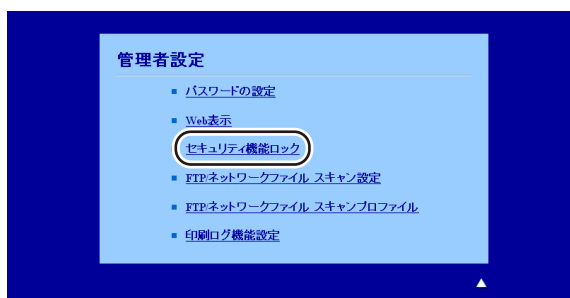 管理者設定
パスワードの設定
Web表示
セキュリティ機能ロック
FTP/ネットワークファイル スキャン設定
FTP/ネットワークファイル スキャンプロファイル
印刷ログ機能設定